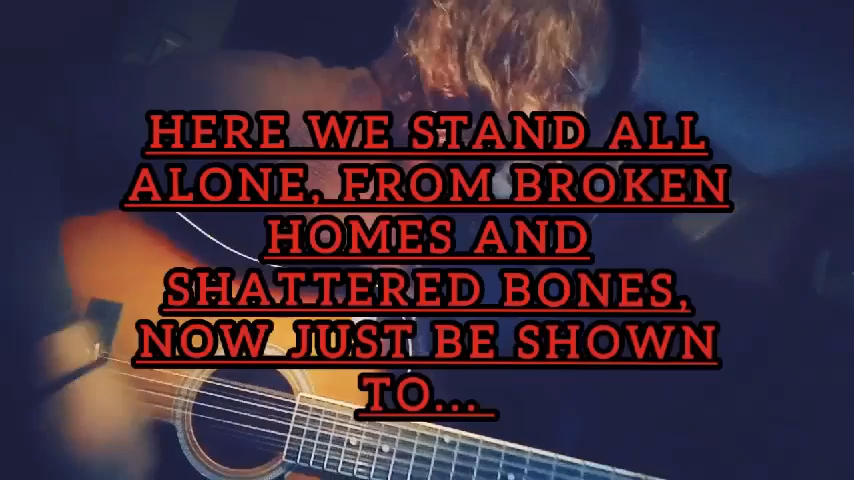 HERE WE STAND ALL
ALONE, FROM BROKEN
HOMES AND
SHATTERED BONES,
NOW JUST BE SHOWN
TO...